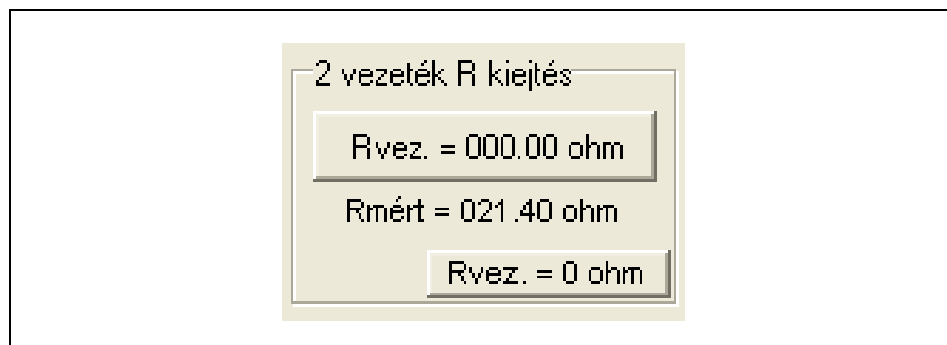 2 vezeték R kiejtés
Rvez. = 000.00 ohm
Rmért = 021.40 ohm
Rvez. = 0 ohm